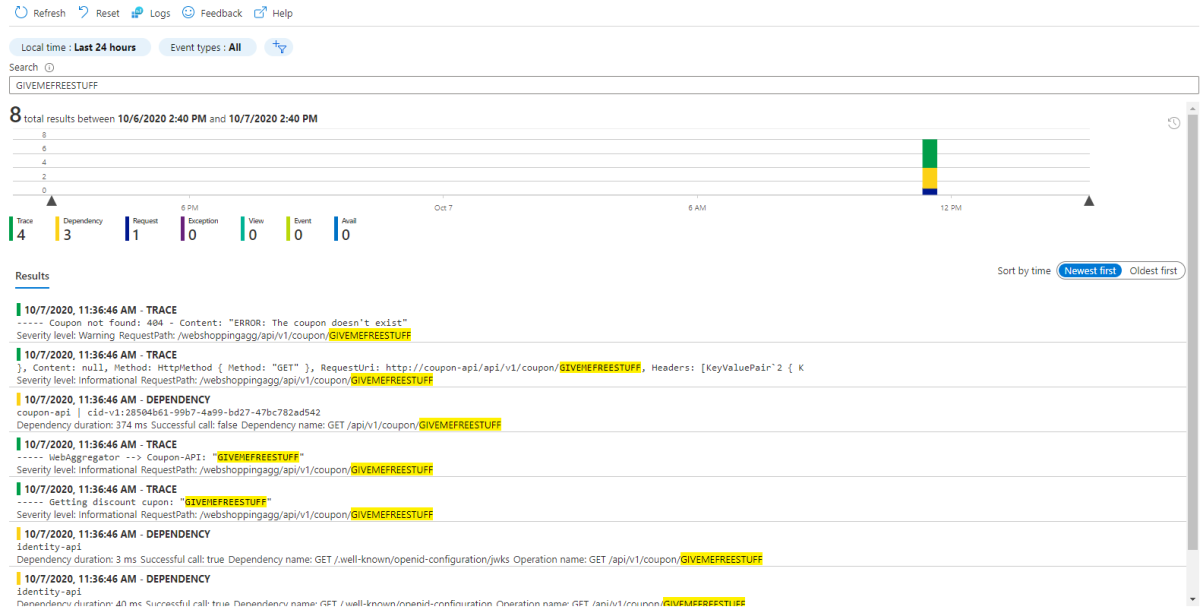 Refresh Reset Logs Feedback Help
Local time : Last 24 hours Event types : All
Search
GIVEMEFREESTUFF
8 total results between 10/6/2020 2:40 PM and 10/7/2020 2:40 PM
8
6
4
2
0
6 PM Oct 7 6 AM 12 PM
Trace Dependency Request Exception View Event Avail
4 3 1 0 0 0 0
Results Sort by time Newest first Oldest first
10/7/2020, 11:36:46 AM - TRACE
----- Coupon not found: 404 - Content: "ERROR: The coupon doesn't exist"
Severity level: Warning RequestPath: /webshoppingagg/api/v1/coupon/GIVEMEFREESTUFF
10/7/2020, 11:36:46 AM - TRACE
}, Content: null, Method: HttpMethod { Method: "GET" }, RequestUri: http://coupon-api/api/v1/coupon/GIVEMEFREESTUFF, Headers: [KeyValuePair`2 { K
Severity level: Informational RequestPath: /webshoppingagg/api/v1/coupon/GIVEMEFREESTUFF
10/7/2020, 11:36:46 AM - DEPENDENCY
coupon-api | cid-v1:28504b61-99b7-4a99-bd27-47bc782ad542
Dependency duration: 374 ms Successful call: false Dependency name: GET /api/v1/coupon/GIVEMEFREESTUFF
10/7/2020, 11:36:46 AM - TRACE
----- WebAggregator --> Coupon-API: "GIVEMEFREESTUFF"
Severity level: Informational RequestPath: /webshoppingagg/api/v1/coupon/GIVEMEFREESTUFF
10/7/2020, 11:36:46 AM - TRACE
----- Getting discount cupon: "GIVEMEFREESTUFF"
Severity level: Informational RequestPath: /webshoppingagg/api/v1/coupon/GIVEMEFREESTUFF
10/7/2020, 11:36:46 AM - DEPENDENCY
identity-api
Dependency duration: 3 ms Successful call: true Dependency name: GET /.well-known/openid-configuration/jwks Operation name: GET /api/v1/coupon/GIVEMEFREESTUFF
10/7/2020, 11:36:46 AM - DEPENDENCY
identity-api
Dependency duration: 40 ms Successful call: true Dependency name: GET /.well-known/openid-configuration Operation name: GET /api/v1/coupon/GIVEMEFREESTUFF